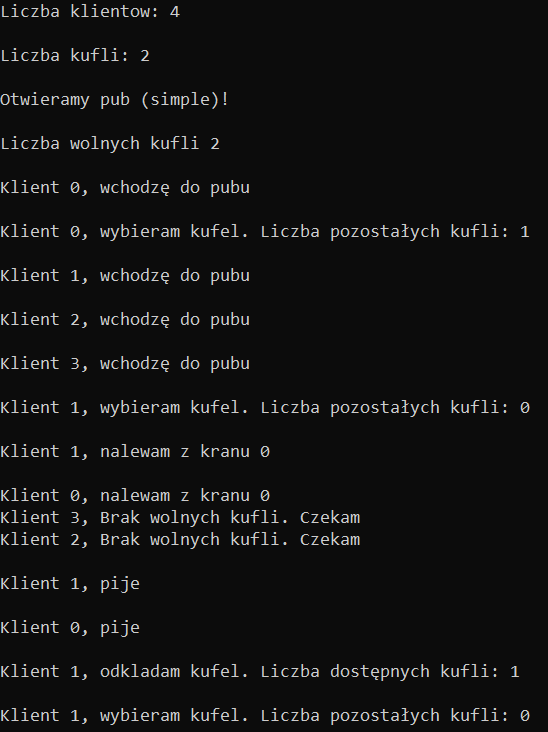 Liczba klientow: 4
Liczba kufli: 2
Otwieramy pub (simple)!
Liczba wolnych kufli 2
Klient 0, wchodzę do pubu
Klient 0, wybieram kufel. Liczba pozostałych kufli: 1
Klient 1, wchodzę do pubu
Klient 2, wchodzę do pubu
Klient 3, wchodzę do pubu
Klient 1, wybieram kufel. Liczba pozostałych kufli: 0
Klient 1, nalewam z kranu 0
Klient 0, nalewam z kranu 0
Klient 3, Brak wolnych kufli. Czekam
Klient 2, Brak wolnych kufli. Czekam
Klient 1, pije
Klient 0, pije
Klient 1, odkladam kufel. Liczba dostępnych kufli: 1
Klient 1, wybieram kufel. Liczba pozostałych kufli: 0